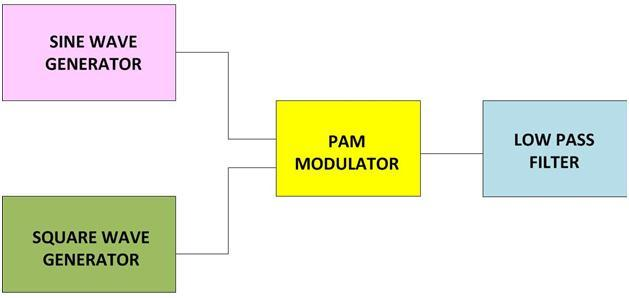 SINE WAVE
GENERATOR
PAM
MODULATOR
LOW PASS
FILTER
SQUARE WAVE
GENERATOR